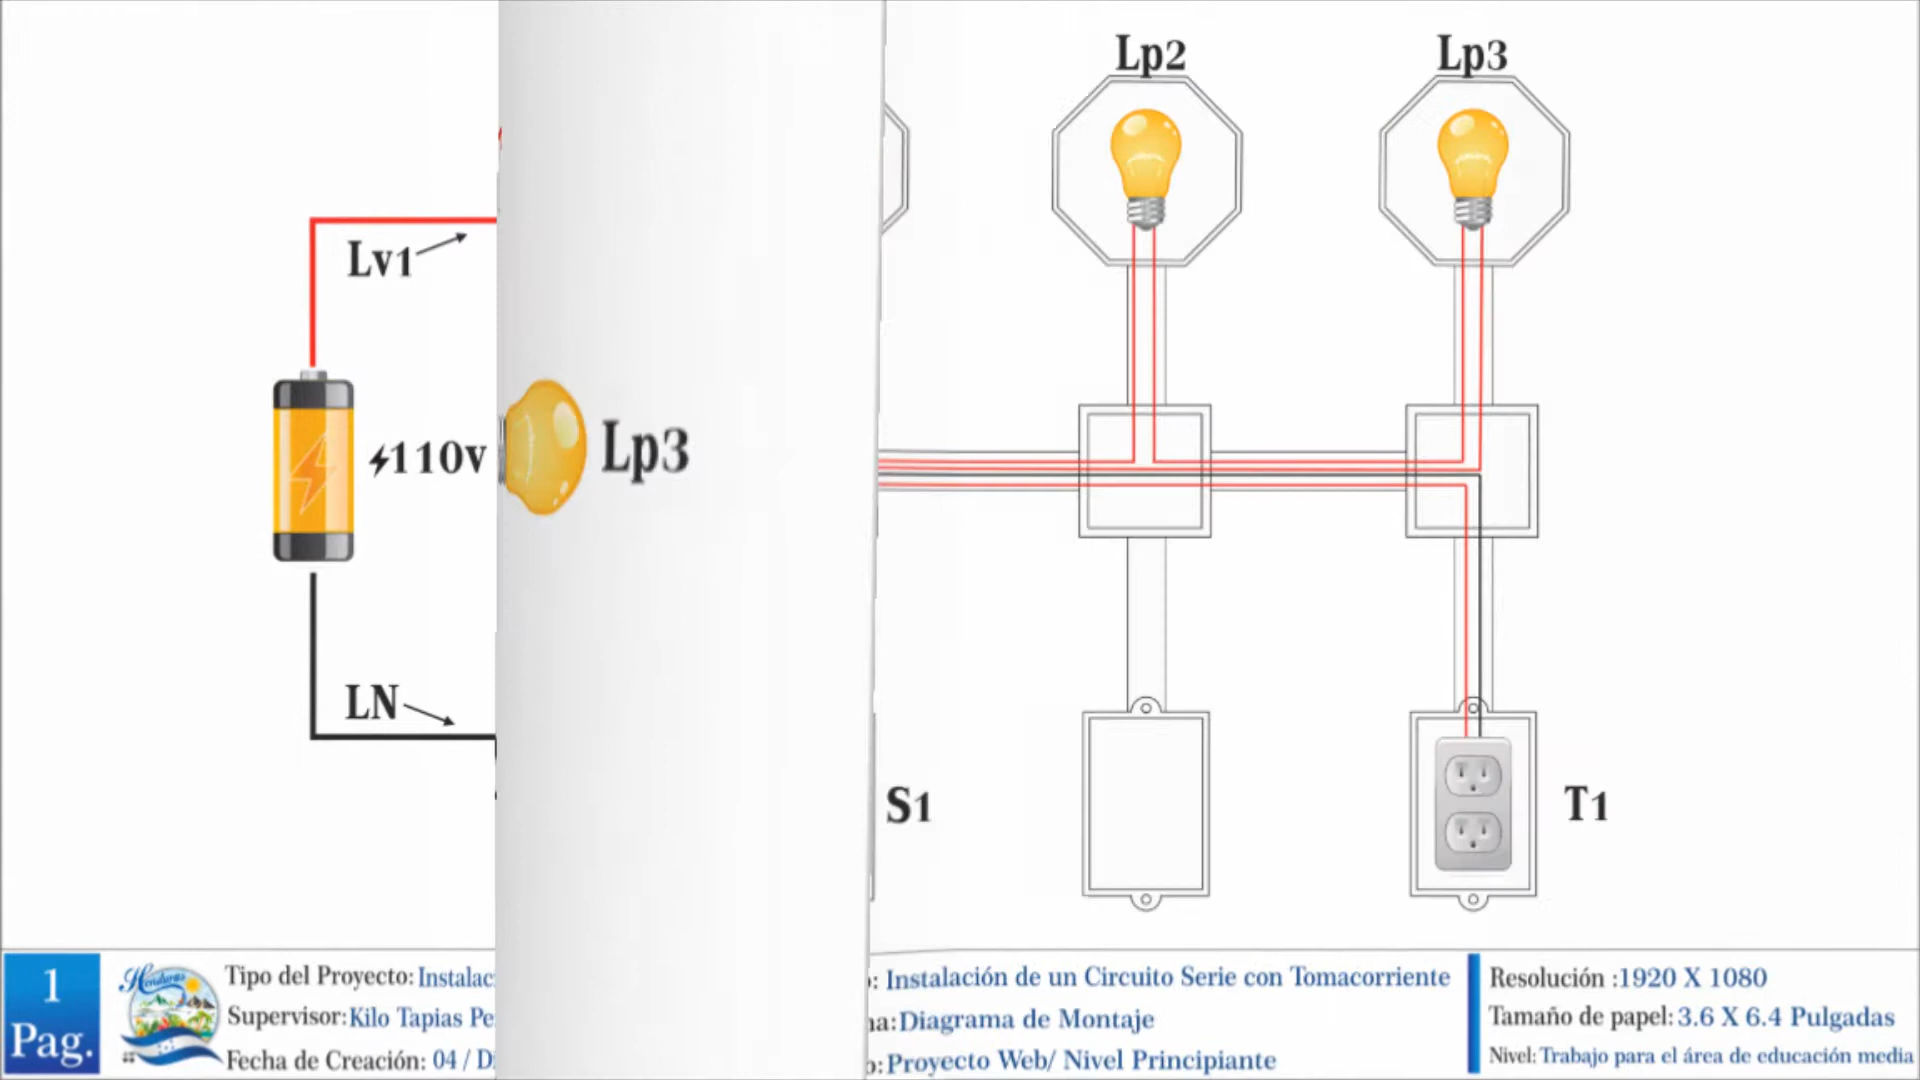 Lp2
Lp3
Lv1
110v
Lp3
LN
S1
T1
1
Pag.
Honduras
Tipo del Proyecto: Instalac
Supervisor: Kilo Tapias Pe
Fecha de Creación: 04 / Di
: Instalación de un Circuito Serie con Tomacorriente
a: Diagrama de Montaje
: Proyecto Web/ Nivel Principiante
Resolución :1920 X 1080
Tamaño de papel: 3.6 X 6.4 Pulgadas
Nivel: Trabajo para el área de educación media